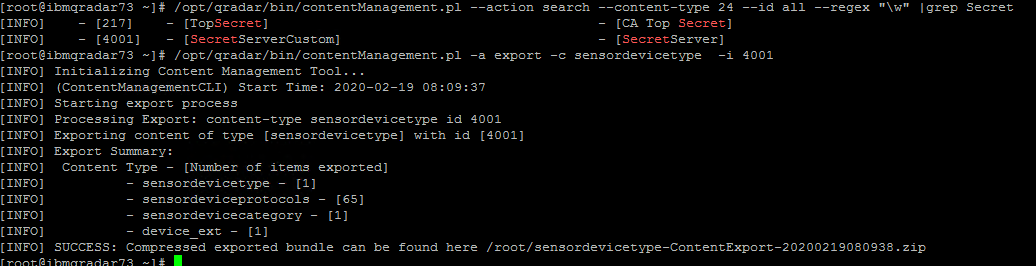 [root@ibmqradar73 ~]# /opt/qradar/bin/contentManagement.pl --action search --content-type 24 --id all --regex "\w" |grep Secret
[INFO]    - [217]   - [TopSecret]                                         - [CA Top Secret]
[INFO]    - [4001]  - [SecretServerCustom]                                - [SecretServer]
[root@ibmqradar73 ~]# /opt/qradar/bin/contentManagement.pl -a export -c sensordevicetype  -i 4001
[INFO] Initializing Content Management Tool...
[INFO] (ContentManagementCLI) Start Time: 2020-02-19 08:09:37
[INFO] Starting export process
[INFO] Processing Export: content-type sensordevicetype id 4001
[INFO] Exporting content of type [sensordevicetype] with id [4001]
[INFO] Export Summary:
[INFO]  Content Type - [Number of items exported]
[INFO]          - sensordevicetype - [1]
[INFO]          - sensordeviceprotocols - [65]
[INFO]          - sensordevicecategory - [1]
[INFO]          - device_ext - [1]
[INFO] SUCCESS: Compressed exported bundle can be found here /root/sensordevicetype-ContentExport-20200219080938.zip
[root@ibmqradar73 ~]#